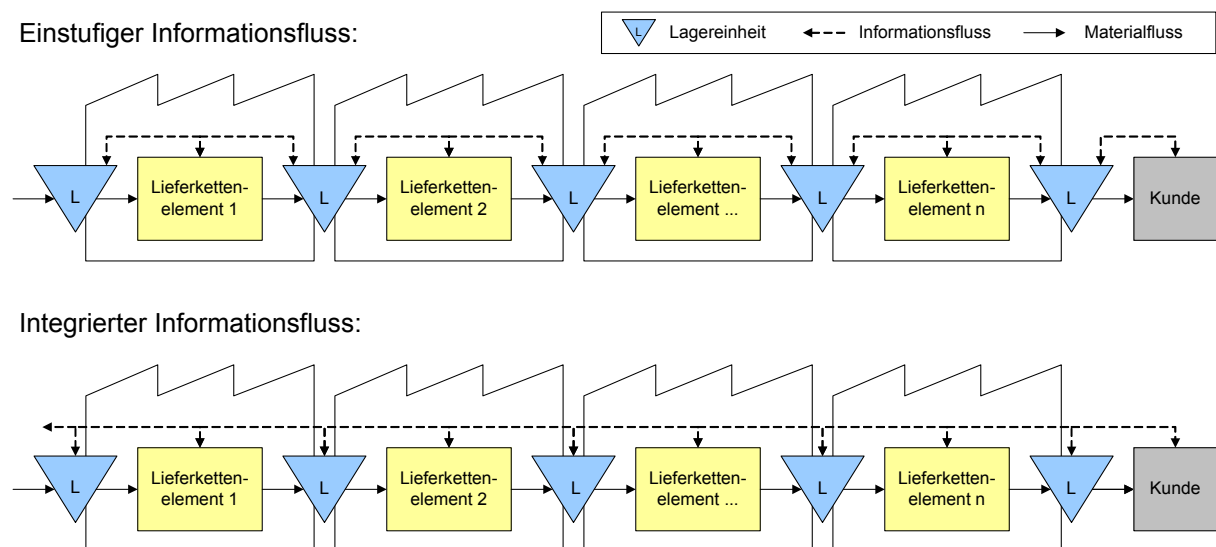 Einstufiger Informationsfluss:
L Lagereinheit Informationsfluss Materialfluss
L
Lieferketten-
element 1
L
Lieferketten-
element 2
L
Lieferketten-
element ...
L
Lieferketten-
element n
L
Kunde
Integrierter Informationsfluss:
L
Lieferketten-
element 1
L
Lieferketten-
element 2
L
Lieferketten-
element ...
L
Lieferketten-
element n
L
Kunde